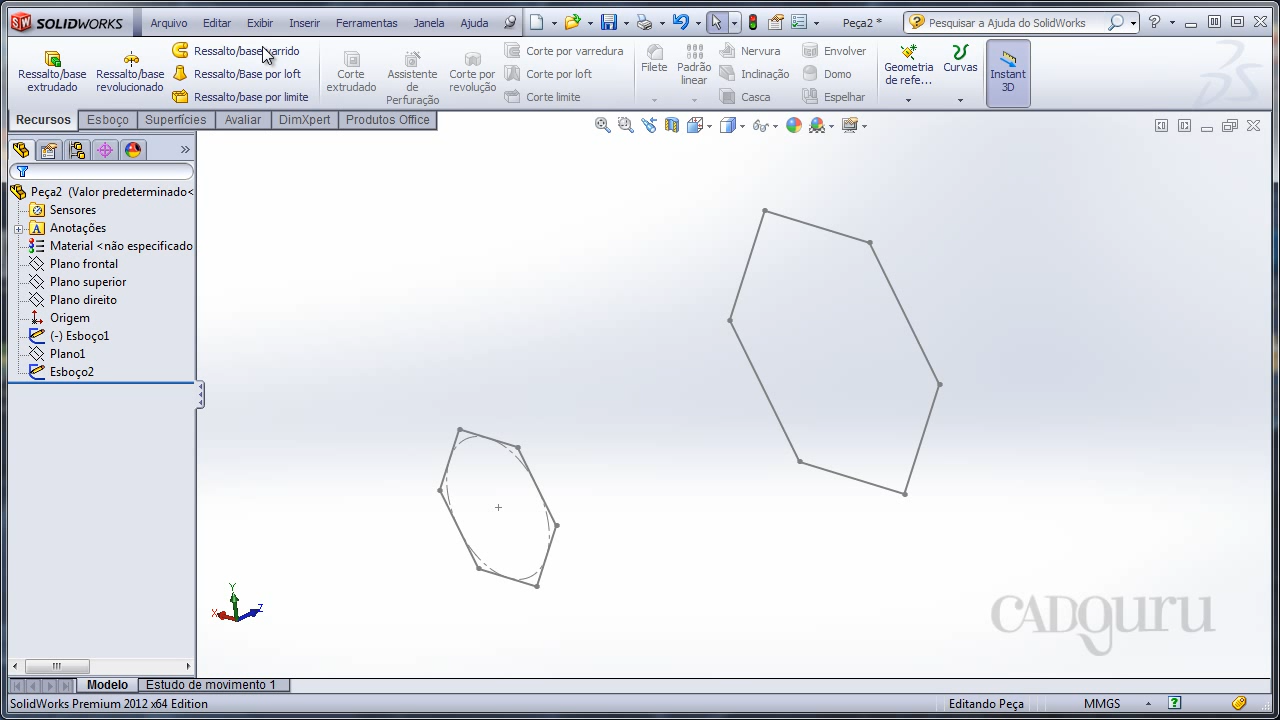 SOLIDWORKS Arquivo Editar Exibir Inserir Ferramentas Janela Ajuda Peça2 * Pesquisar a Ajuda do SolidWorks
Ressalto/base extrudado
Ressalto/base revolucionado
Ressalto/base varrido
Ressalto/Base por loft
Ressalto/base por limite
Corte extrudado
Assistente de Perfuração
Corte por revolução
Corte por varredura
Corte por loft
Corte limite
Filete
Padrão linear
Nervura
Inclinação
Casca
Envolver
Domo
Espelhar
Geometria de refe...
Curvas
Instant 3D
Recursos Esboço Superfícies Avaliar DimXpert Produtos Office
Peça2 (Valor predeterminado<
Sensores
Anotações
Material <não especificado
Plano frontal
Plano superior
Plano direito
Origem
(-) Esboço1
Plano1
Esboço2
Y
X
Z
CADguru
Modelo Estudo de movimento 1
SolidWorks Premium 2012 x64 Edition Editando Peça MMGS